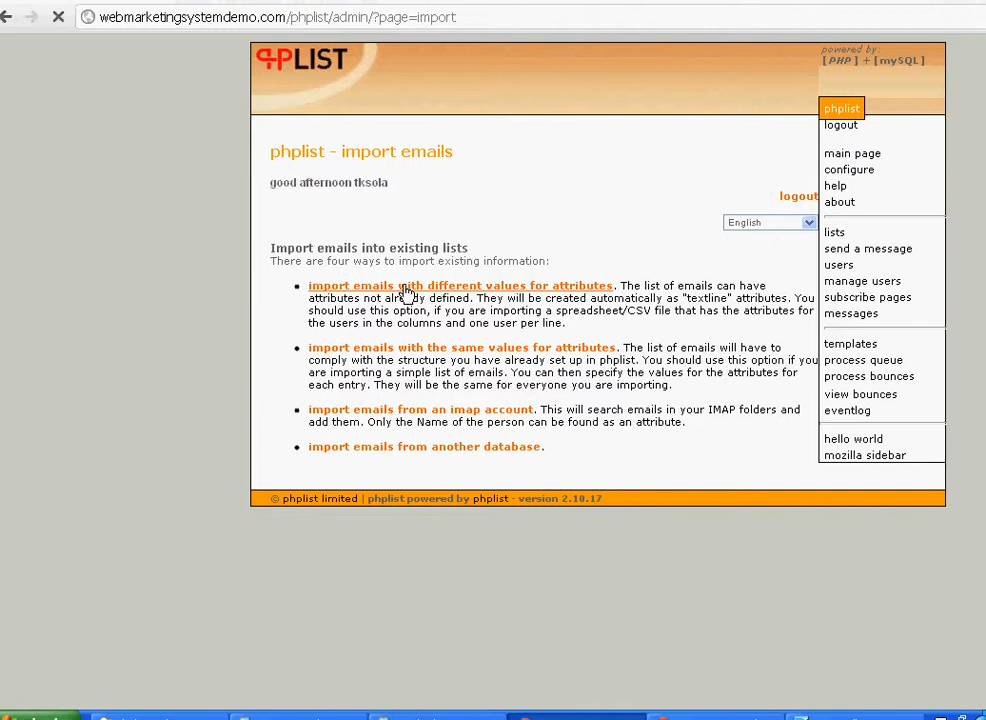 webmarketingsystemdemo.com/phplist/admin/?page=import
PLIST
powered by:
[PHP] + [mySQL]
phplist
logout
main page
configure
help
about
lists
send a message
users
manage users
subscribe pages
messages
templates
process queue
process bounces
view bounces
eventlog
hello world
mozilla sidebar
phplist - import emails
good afternoon tksola
logout
English
Import emails into existing lists
There are four ways to import existing information:
import emails with different values for attributes. The list of emails can have
attributes not already defined. They will be created automatically as "textline" attributes. You
should use this option, if you are importing a spreadsheet/CSV file that has the attributes for
the users in the columns and one user per line.
import emails with the same values for attributes. The list of emails will have to
comply with the structure you have already set up in phplist. You should use this option if you
are importing a simple list of emails. You can then specify the values for the attributes for
each entry. They will be the same for everyone you are importing.
import emails from an imap account. This will search emails in your IMAP folders and
add them. Only the Name of the person can be found as an attribute.
import emails from another database.
© phplist limited | phplist powered by phplist - version 2.10.17